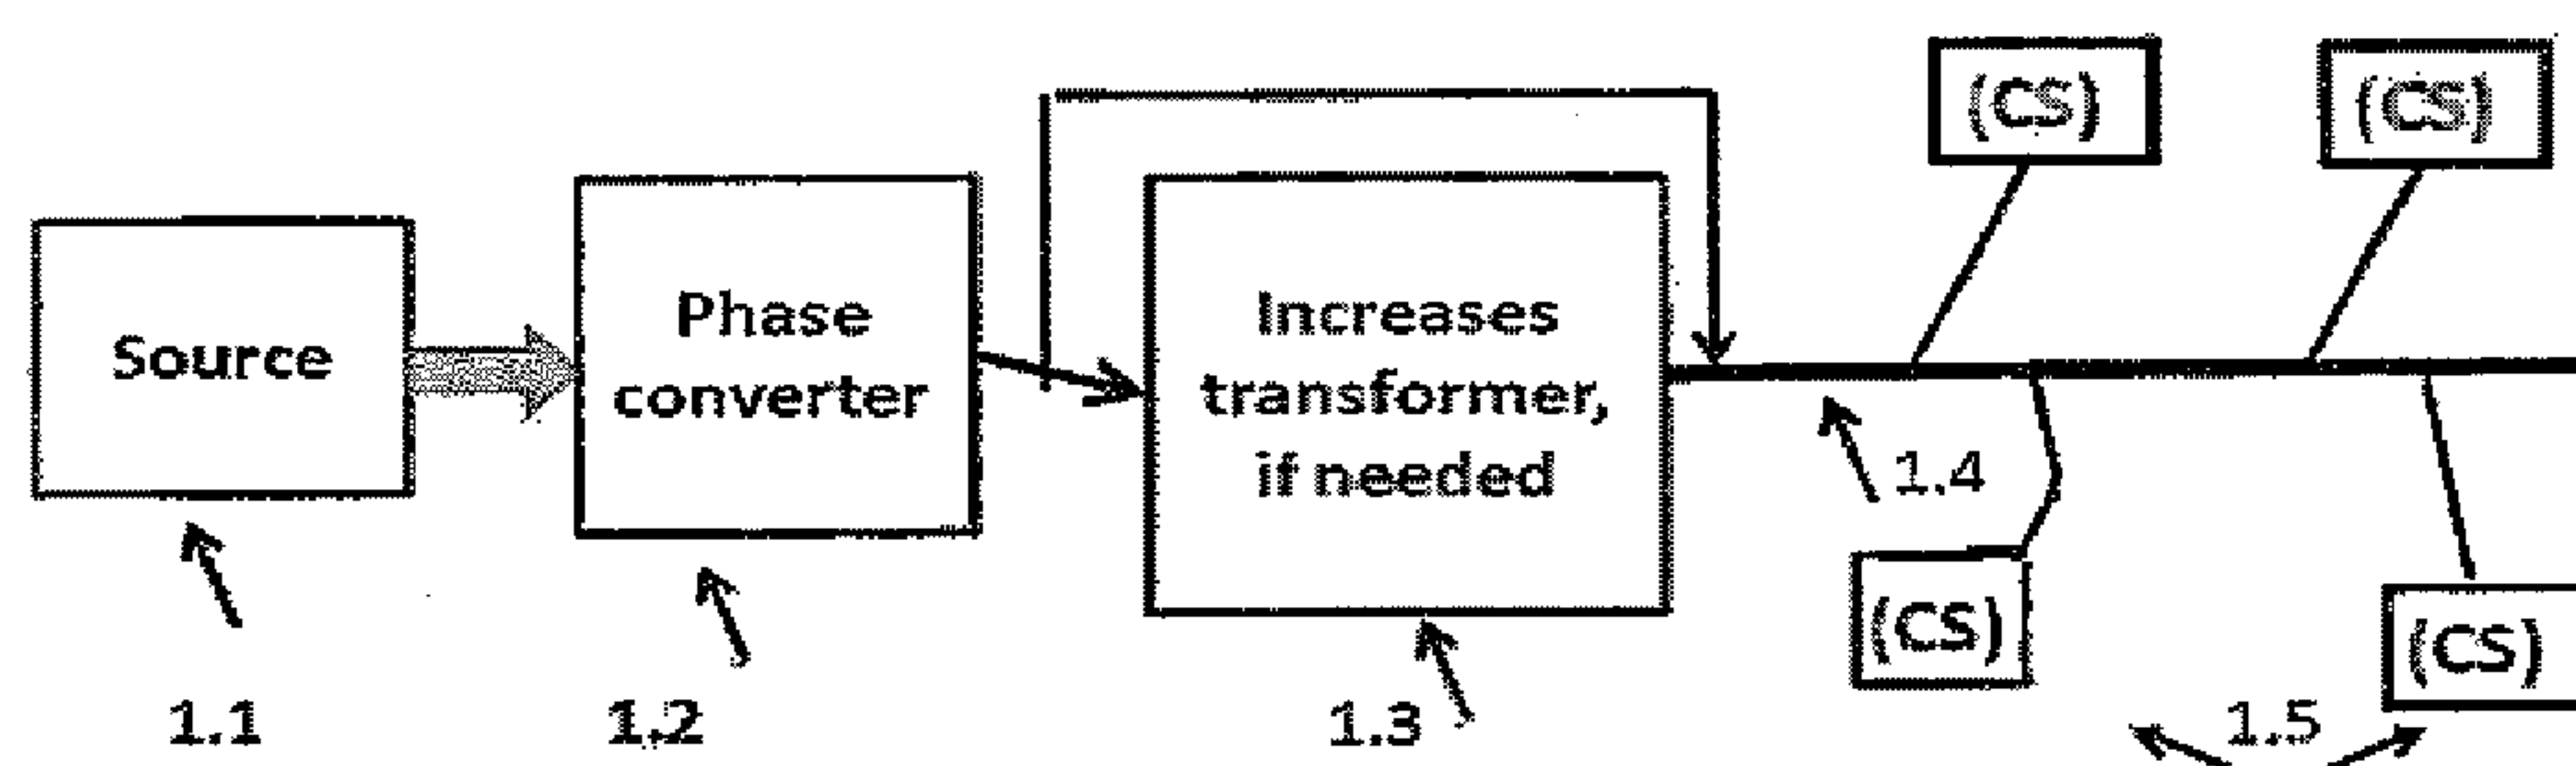 (CS)
(CS)
Source
Phase
converter
Increases
transformer,
if needed
1.4
(CS)
(CS)
1.1
1.2
1.3
1.5